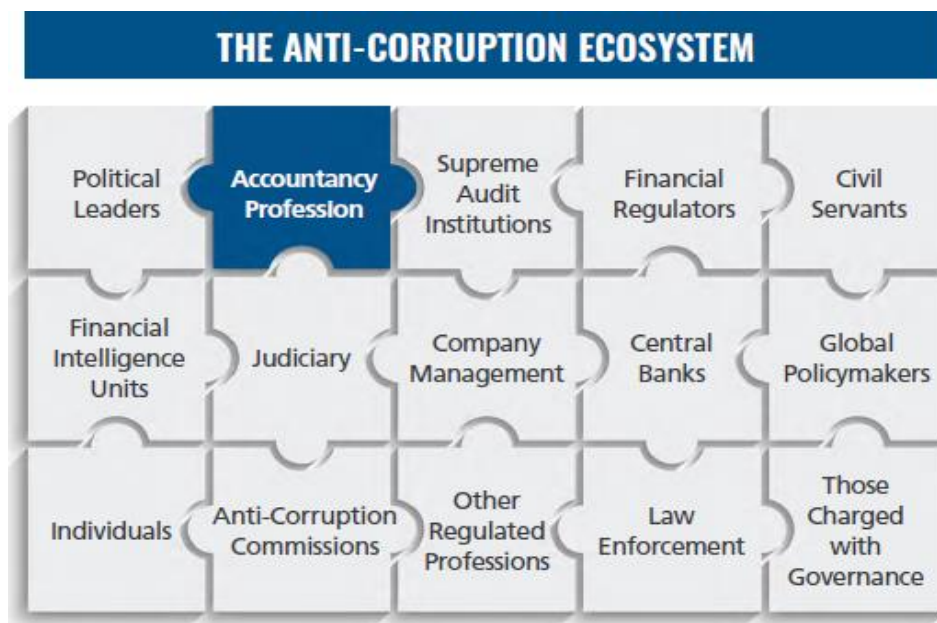 THE ANTI-CORRUPTION ECOSYSTEM
Political
Leaders
Accountancy
Profession
Supreme
Audit
Institutions
Financial
Regulators
Civil
Servants
Financial
Intelligence
Units
Judiciary
Company
Management
Central
Banks
Global
Policymakers
Individuals
Anti-Corruption
Commissions
Other
Regulated
Professions
Law
Enforcement
Those
Charged
with
Governance